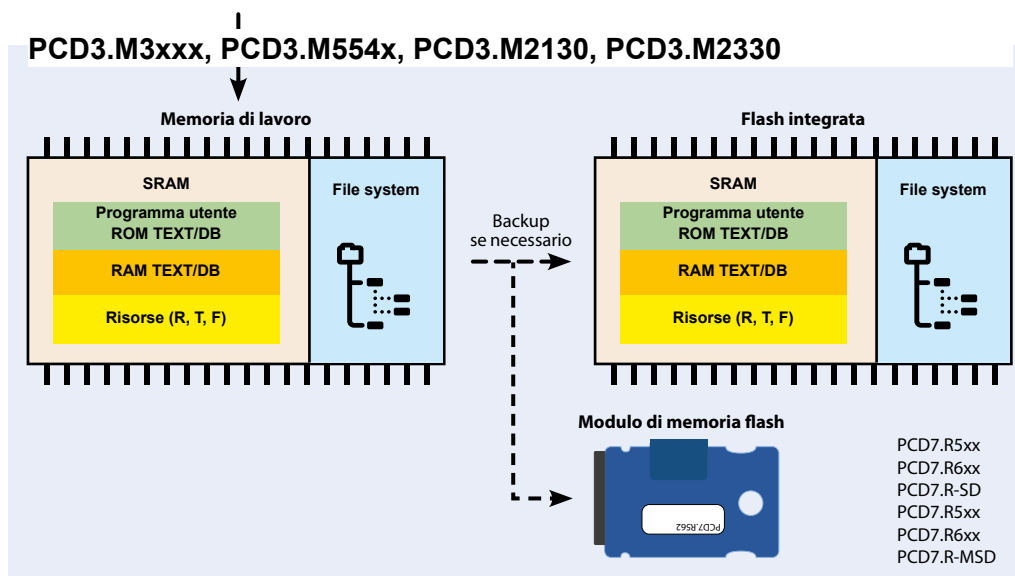 PCD3.M3xxx, PCD3.M554x, PCD3.M2130, PCD3.M2330
Memoria di lavoro
SRAM
Programma utente
ROM TEXT/DB
RAM TEXT/DB
Risorse (R, T, F)
File system
Backup
se necessario
Flash integrata
SRAM
Programma utente
ROM TEXT/DB
RAM TEXT/DB
Risorse (R, T, F)
File system
Modulo di memoria flash
PCD7.R562
PCD7.R5xx
PCD7.R6xx
PCD7.R-SD
PCD7.R5xx
PCD7.R6xx
PCD7.R-MSD